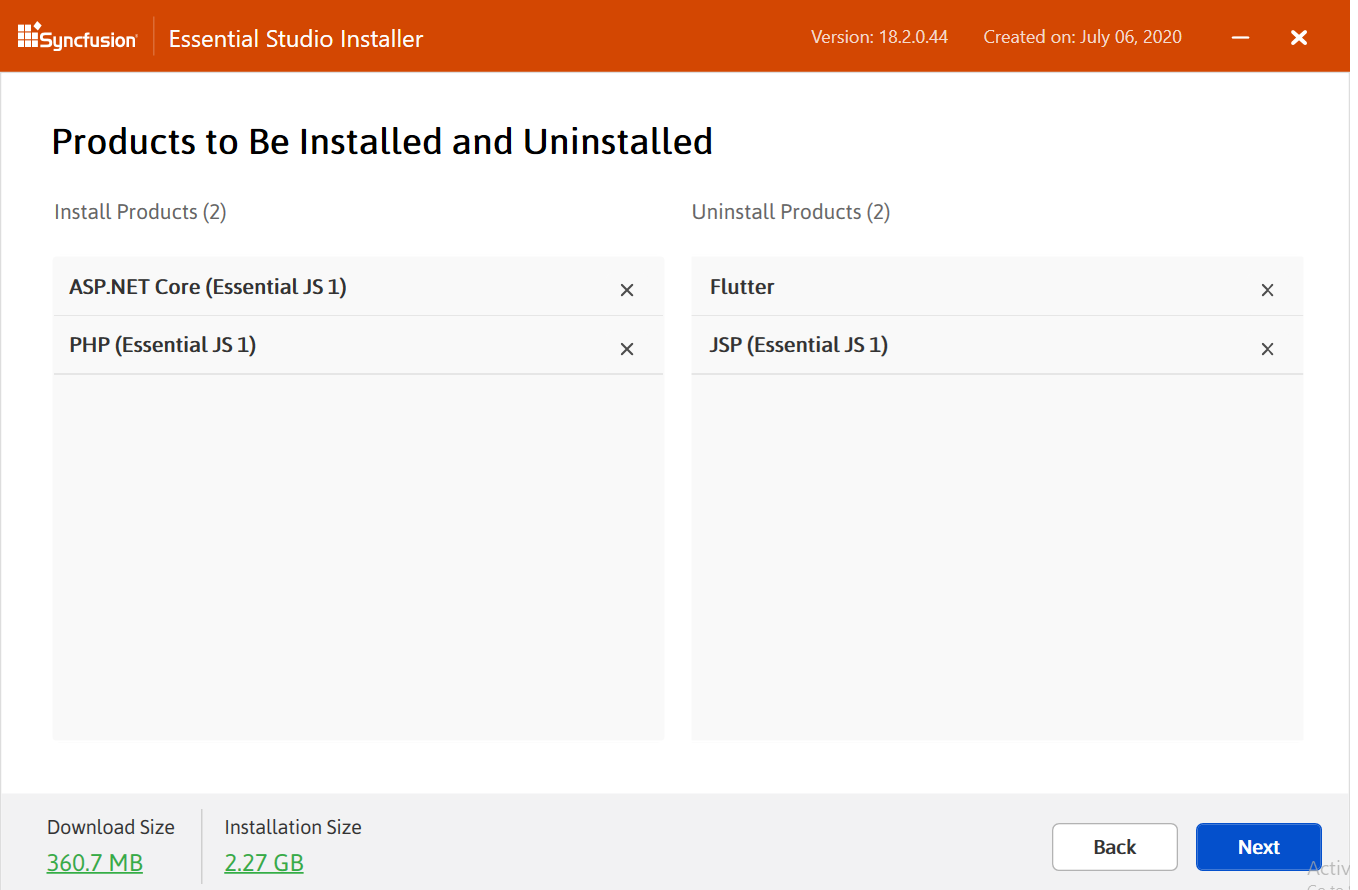 Syncfusion Essential Studio Installer Version: 18.2.0.44 Created on: July 06, 2020
Products to Be Installed and Uninstalled
Install Products (2)
Uninstall Products (2)
ASP.NET Core (Essential JS 1)
PHP (Essential JS 1)
Flutter
JSP (Essential JS 1)
Download Size
360.7 MB
Installation Size
2.27 GB
Back
Next